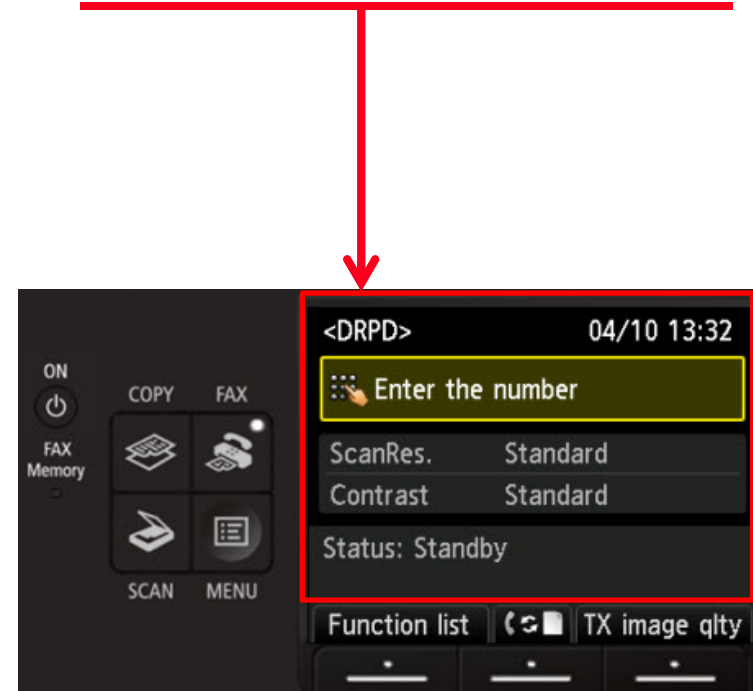 <DRPD> 04/10 13:32
Enter the number
ScanRes. Standard
Contrast Standard
Status: Standby
Function list TX image qlty
ON
COPY FAX
FAX
Memory
SCAN MENU